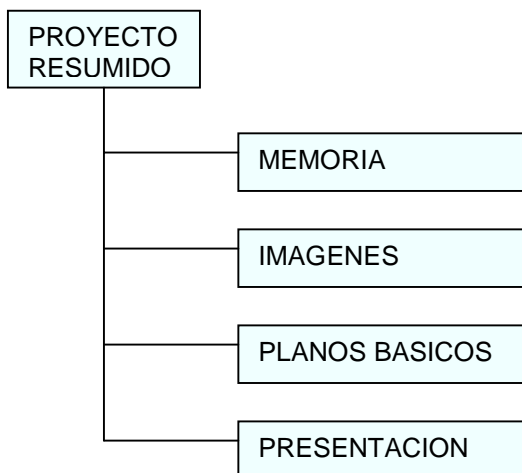 PROYECTO
RESUMIDO
MEMORIA
IMAGENES
PLANOS BASICOS
PRESENTACION